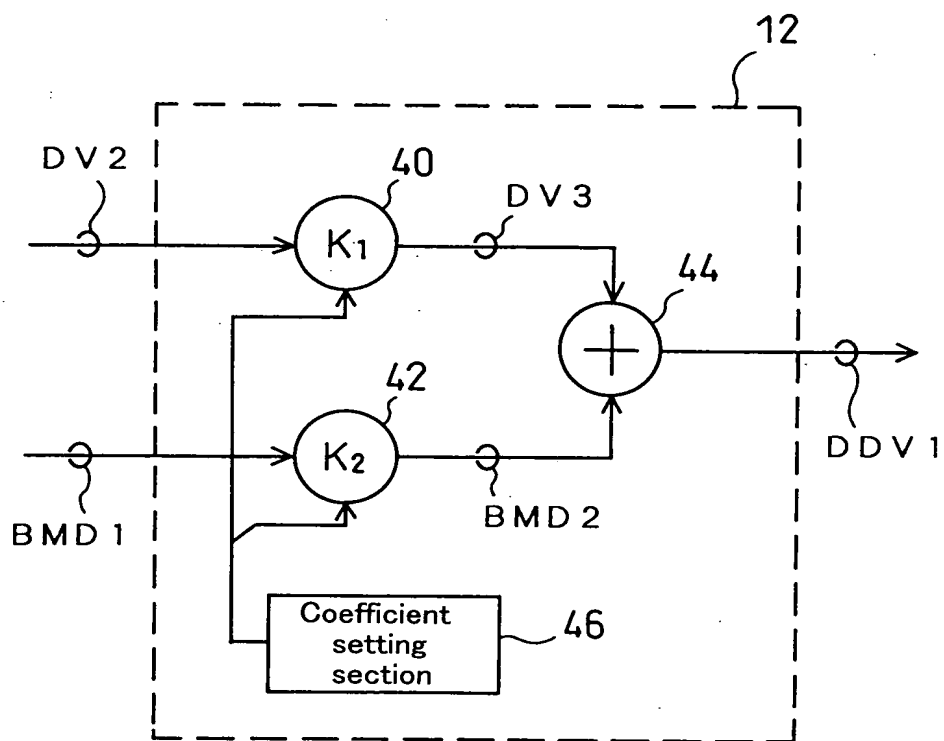 12
DV2
40
DV3
K1
44
+
42
DDV1
K2
BMD1
BMD2
Coefficient
setting
section
46